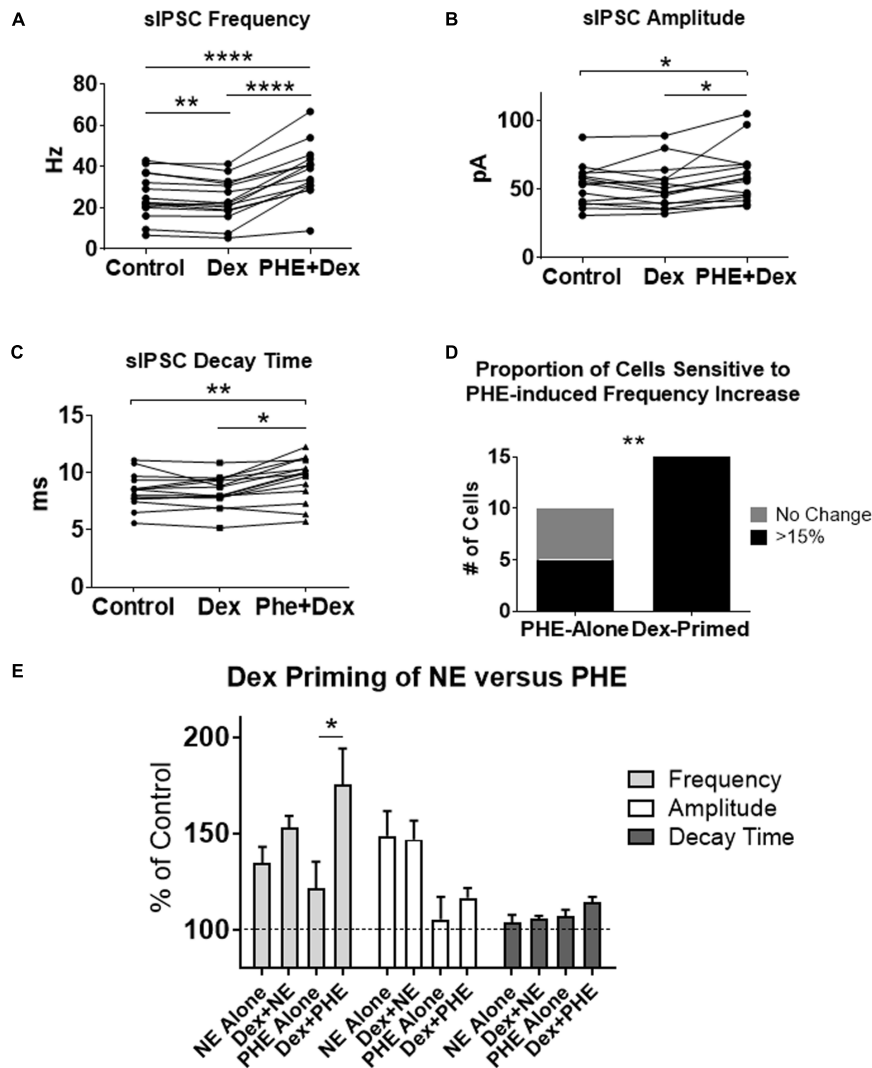 A
sIPSC Frequency
****
**
****
Hz
80
60
40
20
0
Control Dex PHE+Dex
B
sIPSC Amplitude
*
*
pA
100
50
0
Control Dex PHE+Dex
C
sIPSC Decay Time
**
*
ms
15
10
5
0
Control Dex Phe+Dex
D
Proportion of Cells Sensitive to
PHE-induced Frequency Increase
**
# of Cells
15
10
5
0
No Change
>15%
PHE-Alone Dex-Primed
E
Dex Priming of NE versus PHE
*
% of Control
200
150
100
Frequency
Amplitude
Decay Time
NE Alone
Dex+NE
PHE Alone
Dex+PHE
NE Alone
Dex+NE
PHE Alone
Dex+PHE
NE Alone
Dex+NE
PHE Alone
Dex+PHE